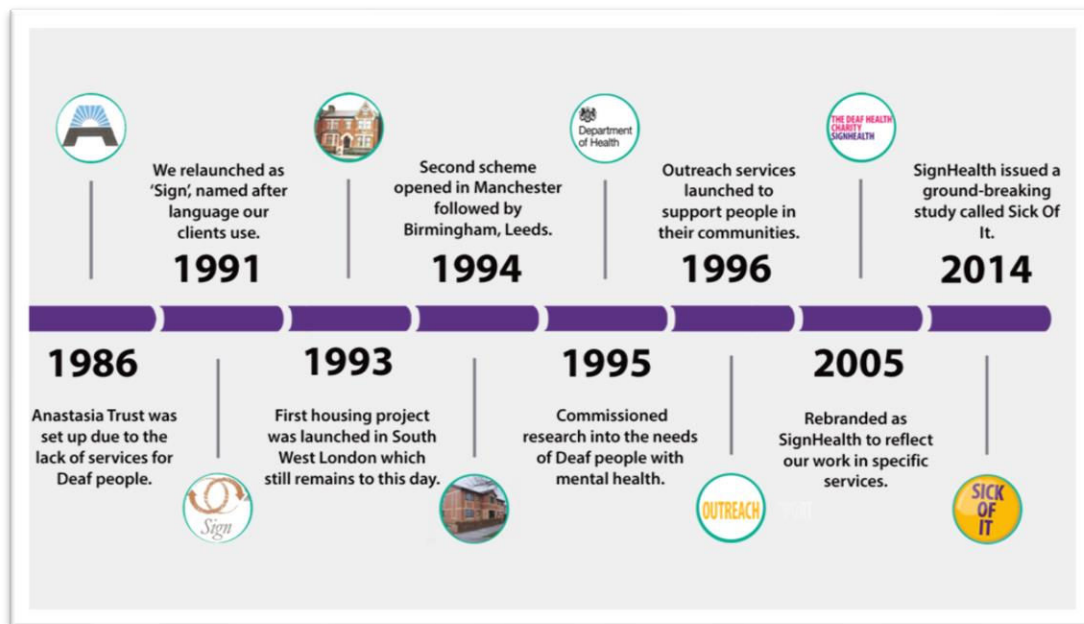 Department
of Health
THE DEAF HEALTH
CHARITY
SIGNHEALTH
We relaunched as
‘Sign’, named after
language our
clients use.
1991
Second scheme
opened in Manchester
followed by
Birmingham, Leeds.
1994
Outreach services
launched to
support people in
their communities.
1996
SignHealth issued a
ground-breaking
study called Sick Of
It.
2014
1986
Anastasia Trust was
set up due to the
lack of services for
Deaf people.
1993
First housing project
was launched in South
West London which
still remains to this day.
1995
Commissioned
research into the needs
of Deaf people with
mental health.
2005
Rebranded as
SignHealth to reflect
our work in specific
services.
Sign
OUTREACH
SICK
OF
IT